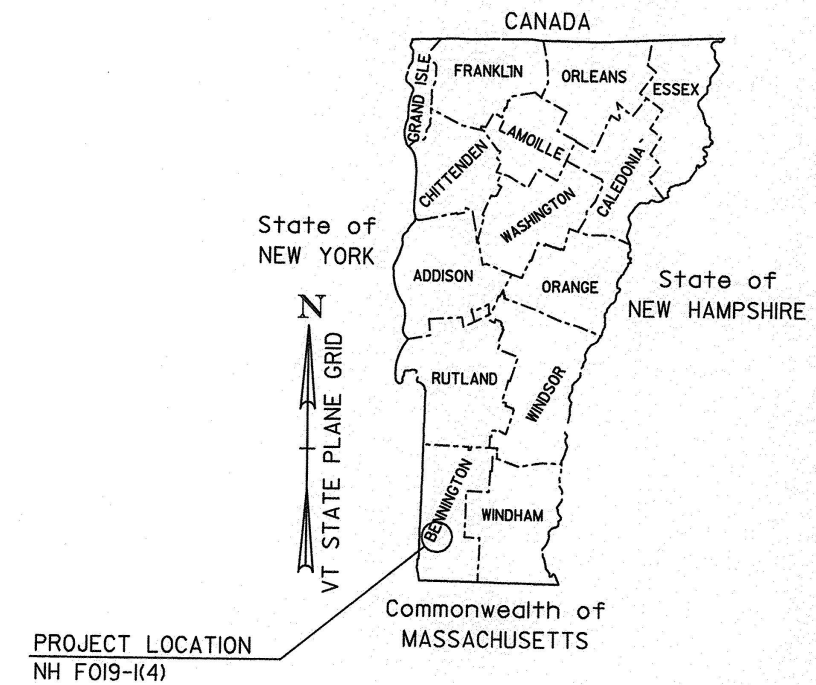 CANADA
GRAND ISLE
FRANKLIN
ORLEANS
ESSEX
LAMOILLE
CHITTENDEN
CALEDONIA
WASHINGTON
State of
NEW YORK
ADDISON
ORANGE
State of
NEW HAMPSHIRE
N
VT STATE PLANE GRID
RUTLAND
WINDSOR
BENNINGTON
WINDHAM
Commonwealth of
MASSACHUSETTS
PROJECT LOCATION
NH F019-1(4)